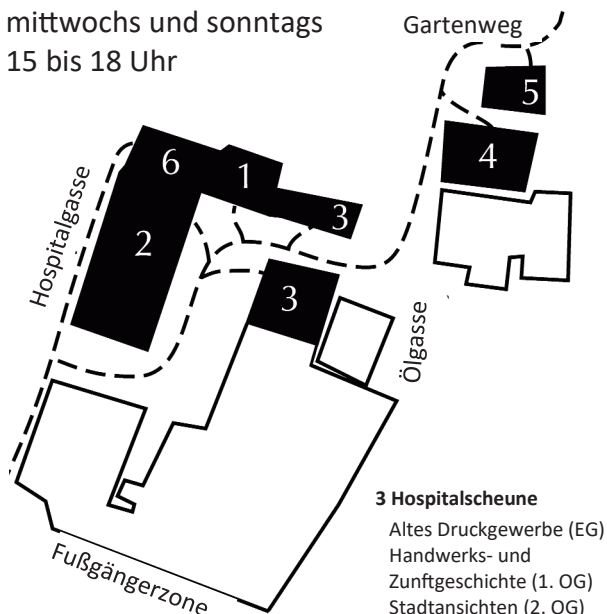 mittwochs und sonntags
15 bis 18 Uhr
Gartenweg
5
4
6
1
3
2
Hospitalgasse
3
Ölgasse
Fußgängerzone
3 Hospitalscheune
Altes Druckgewerbe (EG)
Handwerks- und
Zunftgeschichte (1. OG)
Stadtansichten (2. OG)